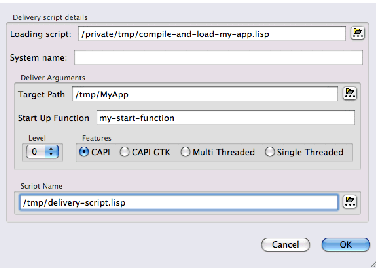 Delivery script details
Loading script: /private/tmp/compile-and-load-my-app.lisp
System name:
Deliver Arguments
Target Path /tmp/MyApp
Start Up Function my-start-function
Level Features
0 CAPI CAPI GTK Multi Threaded Single Threaded
Script Name
/tmp/delivery-script.lisp
Cancel OK